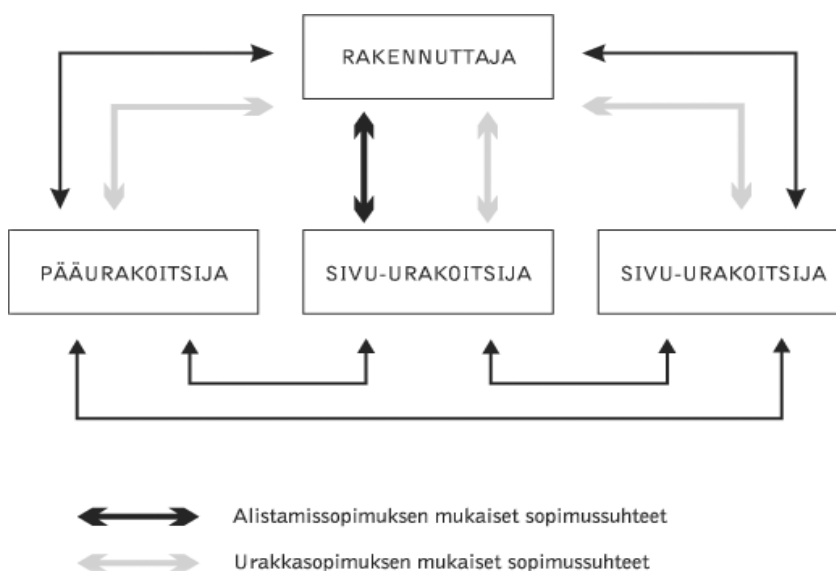 RAKENNUTTAJA
PÄÄURAKOITSIJA
SIVU-URAKOITSIJA
SIVU-URAKOITSIJA
Alistamissopimuksen mukaiset sopimussuhteet
Urakkasopimuksen mukaiset sopimussuhteet